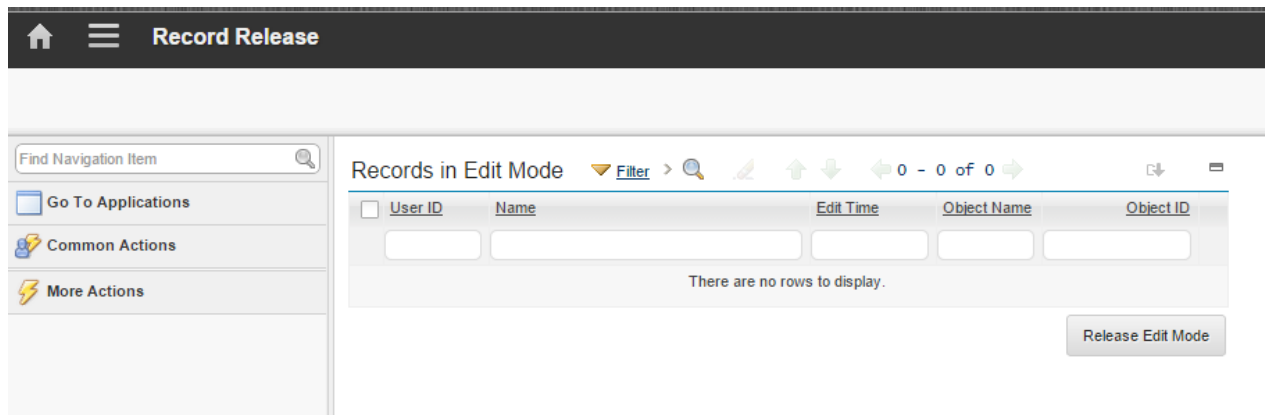 Record Release
Find Navigation Item
Go To Applications
Common Actions
More Actions
Records in Edit Mode Filter > 0 - 0 of 0
User ID Name Edit Time Object Name Object ID
There are no rows to display.
Release Edit Mode